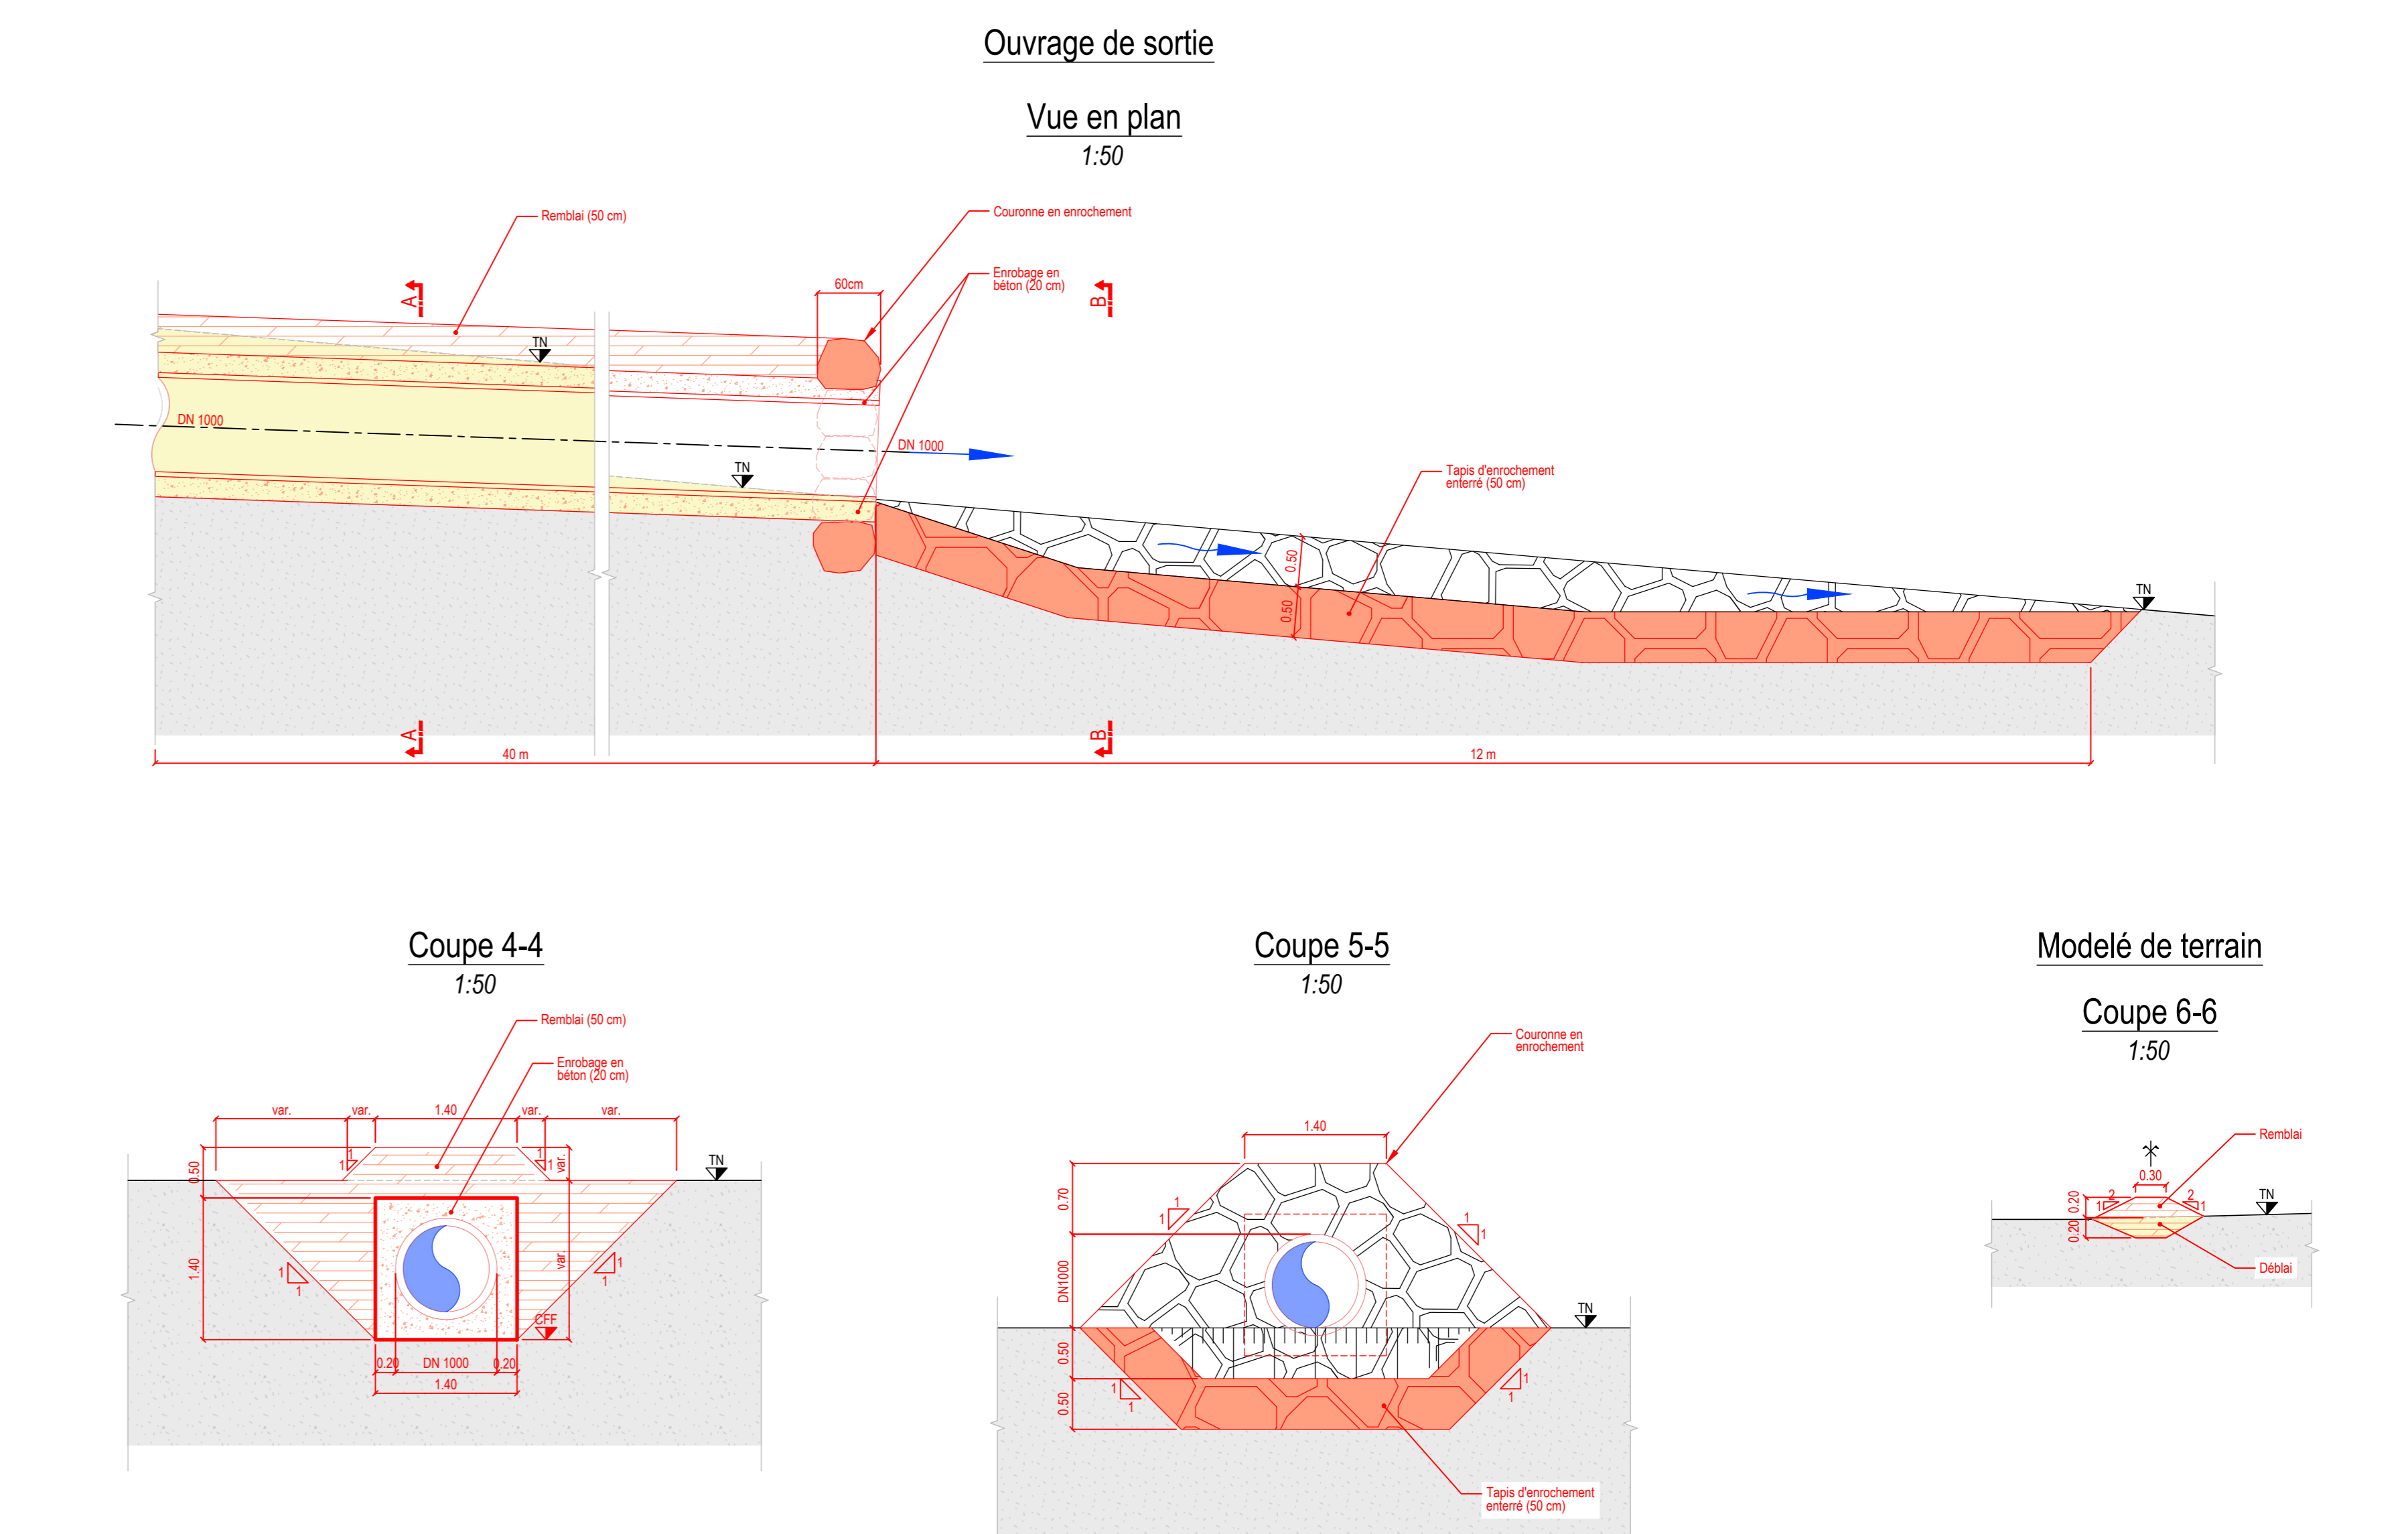 Ouvrage de sortie
Vue en plan
1:50
Remblai (50 cm)
Couronne en enrochement
Enrobage en
béton (20 cm)
60cm
A
B
TN
DN 1000
DN 1000
TN
Tapis d'enrochement
enterré (50 cm)
0.50
0.50
TN
A
B
40 m
12 m
Coupe 4-4
1:50
Remblai (50 cm)
Enrobage en
béton (20 cm)
var.
var.
1.40
var.
var.
0.50
1
1
1
1
var.
TN
1.40
1
1
var.
1
1
CFF
0.20
DN 1000
0.20
1.40
Coupe 5-5
1:50
Couronne en
enrochement
1.40
0.70
1
1
1
1
DN1000
TN
0.50
0.50
1
1
1
1
Tapis d'enrochement
enterré (50 cm)
Modelé de terrain
Coupe 6-6
1:50
Remblai
0.30
0.20
2
1
2
1
TN
0.20
Déblai